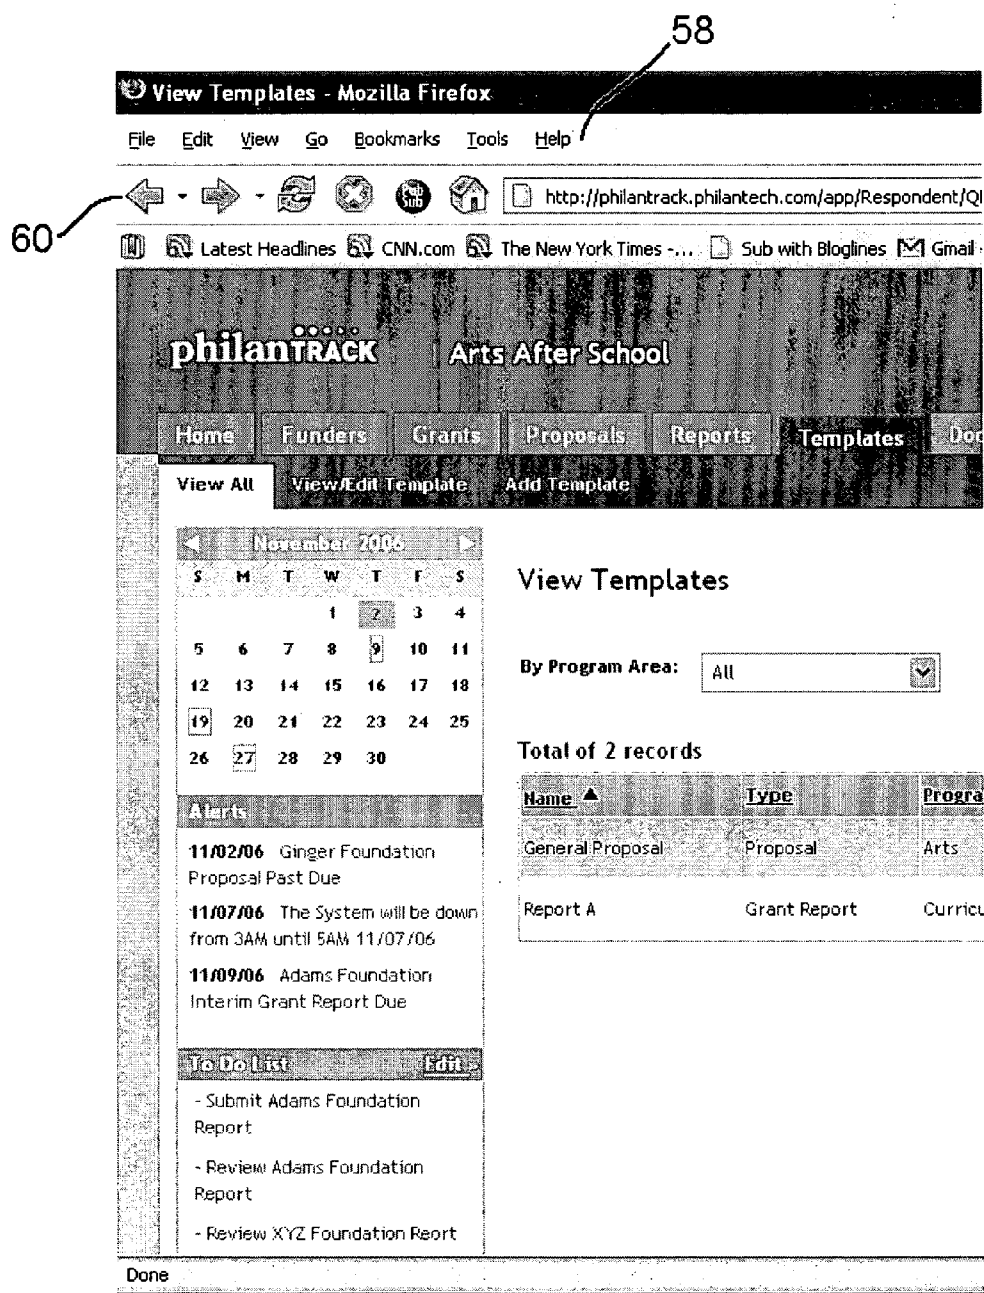 58
View Templates - Mozilla Firefox
File Edit View Go Bookmarks Tools Help
60
Pub Sub http://philantrack.philantech.com/app/Respondent/Q
Latest Headlines CNN.com The New York Times -... Sub with Bloglines Gmail
philanTRACK | Arts After School
Home Funders Grants Proposals Reports Templates Doc
View All View/Edit Template Add Template
November 2006
S M T W T F S
1 2 3 4
5 6 7 8 9 10 11
12 13 14 15 16 17 18
19 20 21 22 23 24 25
26 27 28 29 30
View Templates
By Program Area: All
Total of 2 records
Name Type Progra
General Proposal Proposal Arts
Report A Grant Report Curricu
Alerts
11/02/06 Ginger Foundation
Proposal Past Due
11/07/06 The System will be down
from 3AM until 5AM 11/07/06
11/09/06 Adams Foundation
Interim Grant Report Due
To Do List Edit »
- Submit Adams Foundation
Report
- Review Adams Foundation
Report
- Review XYZ Foundation Reort
Done